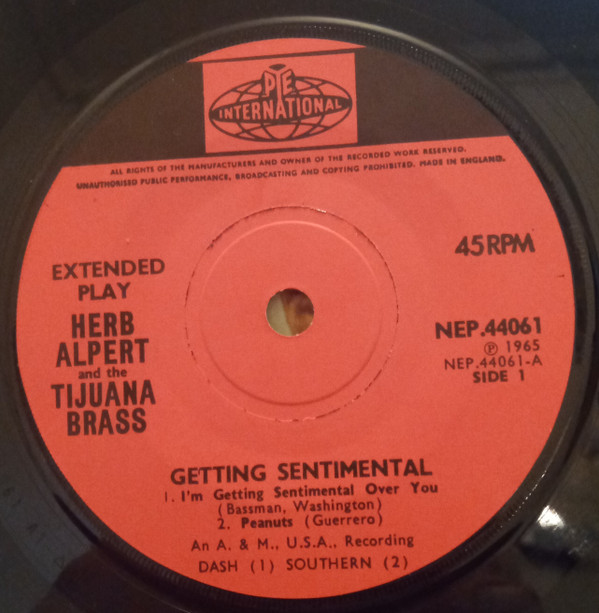 PYE
INTERNATIONAL
ALL RIGHTS OF THE MANUFACTURERS AND OWNER OF THE RECORDED WORK RESERVED.
UNAUTHORISED PUBLIC PERFORMANCE, BROADCASTING AND COPYING PROHIBITED. MADE IN ENGLAND.
45 RPM
EXTENDED
PLAY
HERB
ALPERT
and the
TIJUANA
BRASS
NEP.44061
Ⓟ 1965
NEP.44061-A
SIDE 1
GETTING SENTIMENTAL
1. I'm Getting Sentimental Over You
(Bassman, Washington)
2. Peanuts (Guerrero)
An A. & M., U.S.A., Recording
DASH (1) SOUTHERN (2)